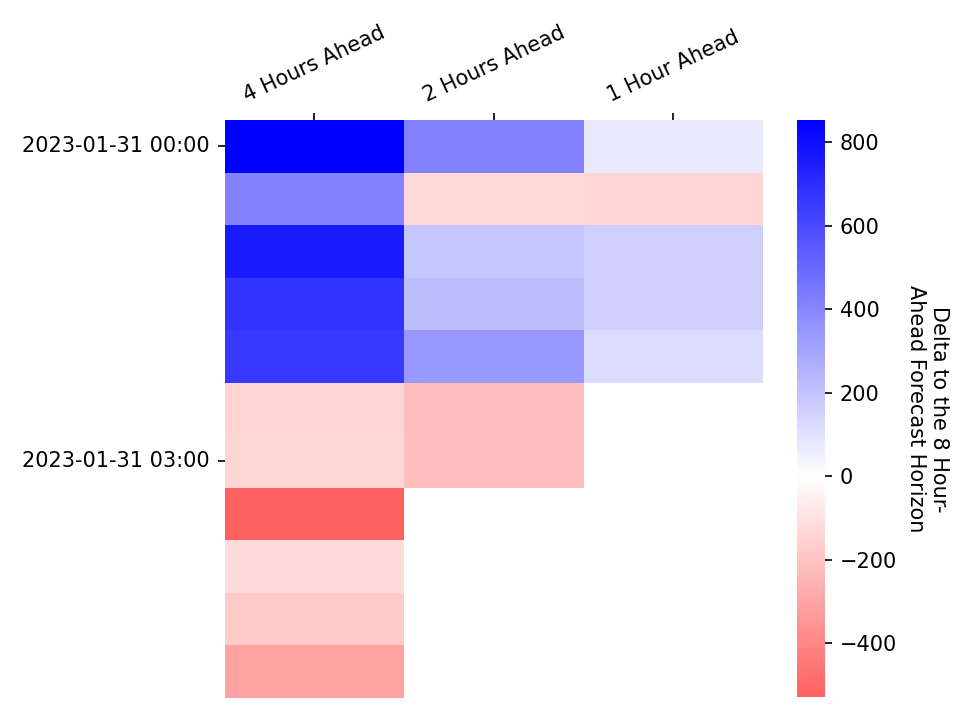 4 Hours Ahead
2 Hours Ahead
1 Hour Ahead
2023-01-31 00:00
2023-01-31 03:00
800
600
400
200
0
−200
−400
Delta to the 8 Hour-
Ahead Forecast Horizon